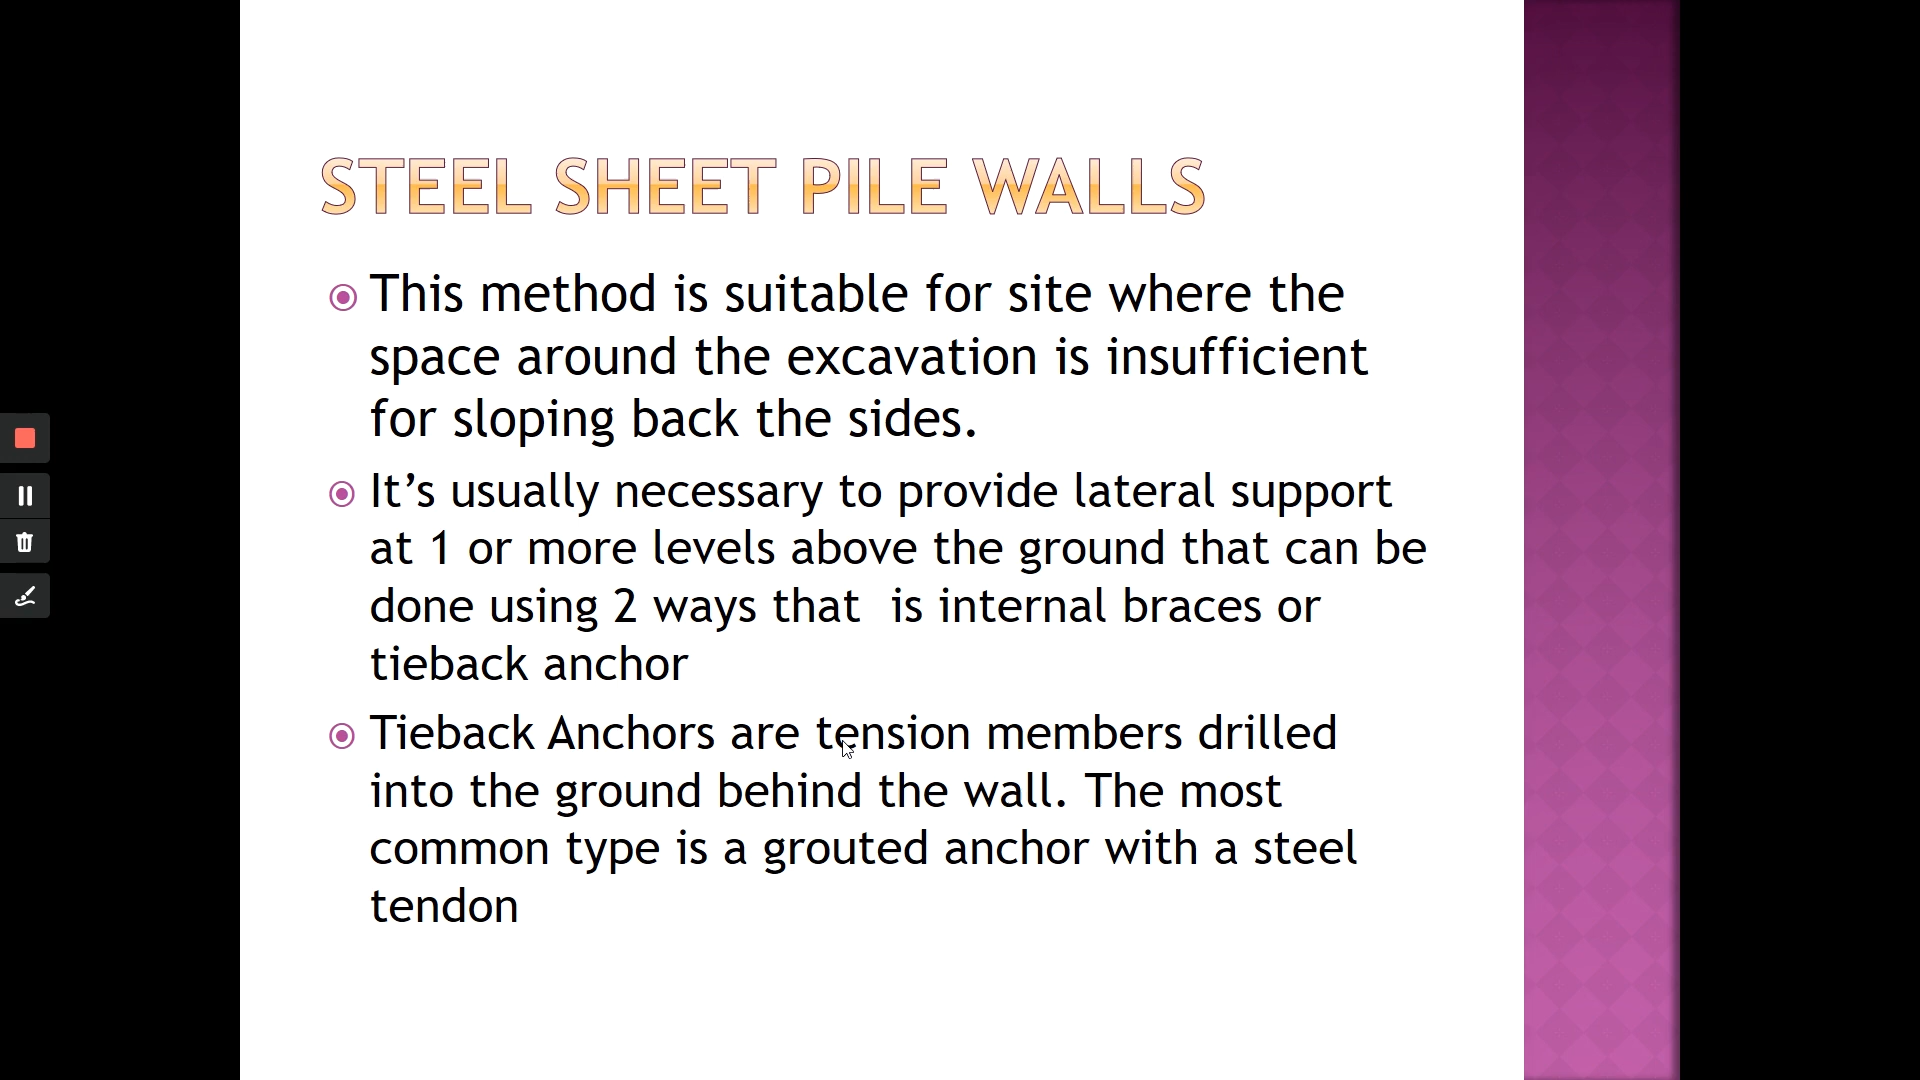 STEEL SHEET PILE WALLS
This method is suitable for site where the
space around the excavation is insufficient
for sloping back the sides.
It’s usually necessary to provide lateral support
at 1 or more levels above the ground that can be
done using 2 ways that  is internal braces or
tieback anchor
Tieback Anchors are tension members drilled
into the ground behind the wall. The most
common type is a grouted anchor with a steel
tendon